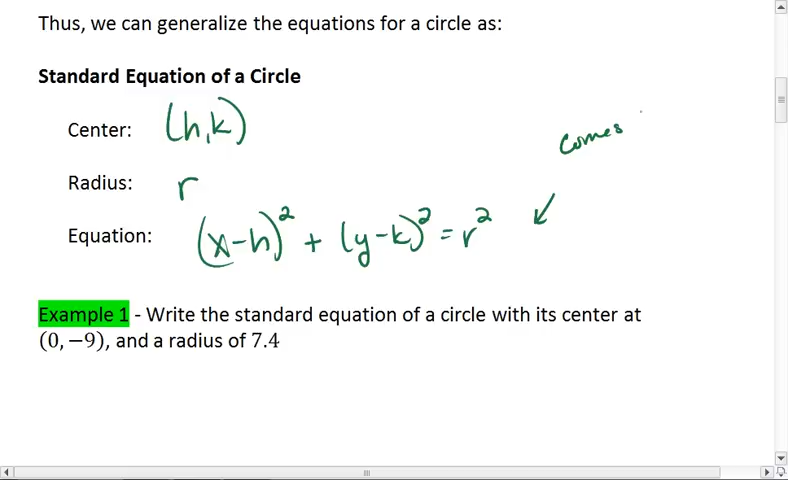 Thus, we can generalize the equations for a circle as:
Standard Equation of a Circle
Center: (h,k)
comes
Radius: r
Equation: (x-h)² + (y-k)² = r²
Example 1 - Write the standard equation of a circle with its center at
(0, −9), and a radius of 7.4